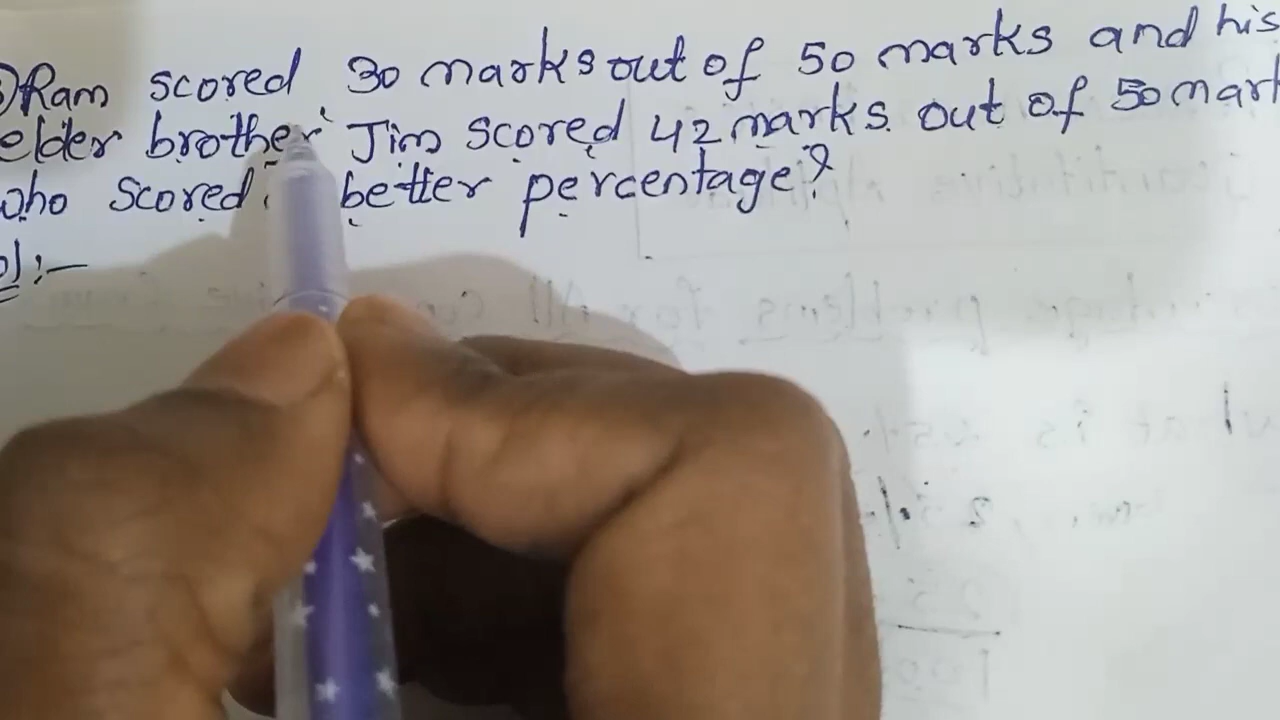 Ram scored 30 marks out of 50 marks and his
elder brother Jim scored 42 marks out of 50 mark
who scored better percentage?